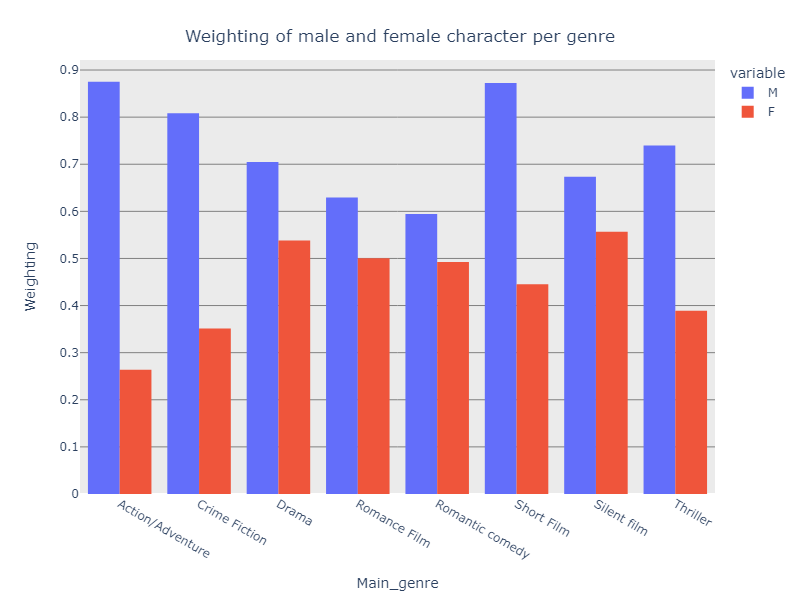 Weighting of male and female character per genre
variable
M
F
Weighting
0.9
0.8
0.7
0.6
0.5
0.4
0.3
0.2
0.1
0
Action/Adventure
Crime Fiction
Drama
Romance Film
Romantic comedy
Short Film
Silent film
Thriller
Main_genre